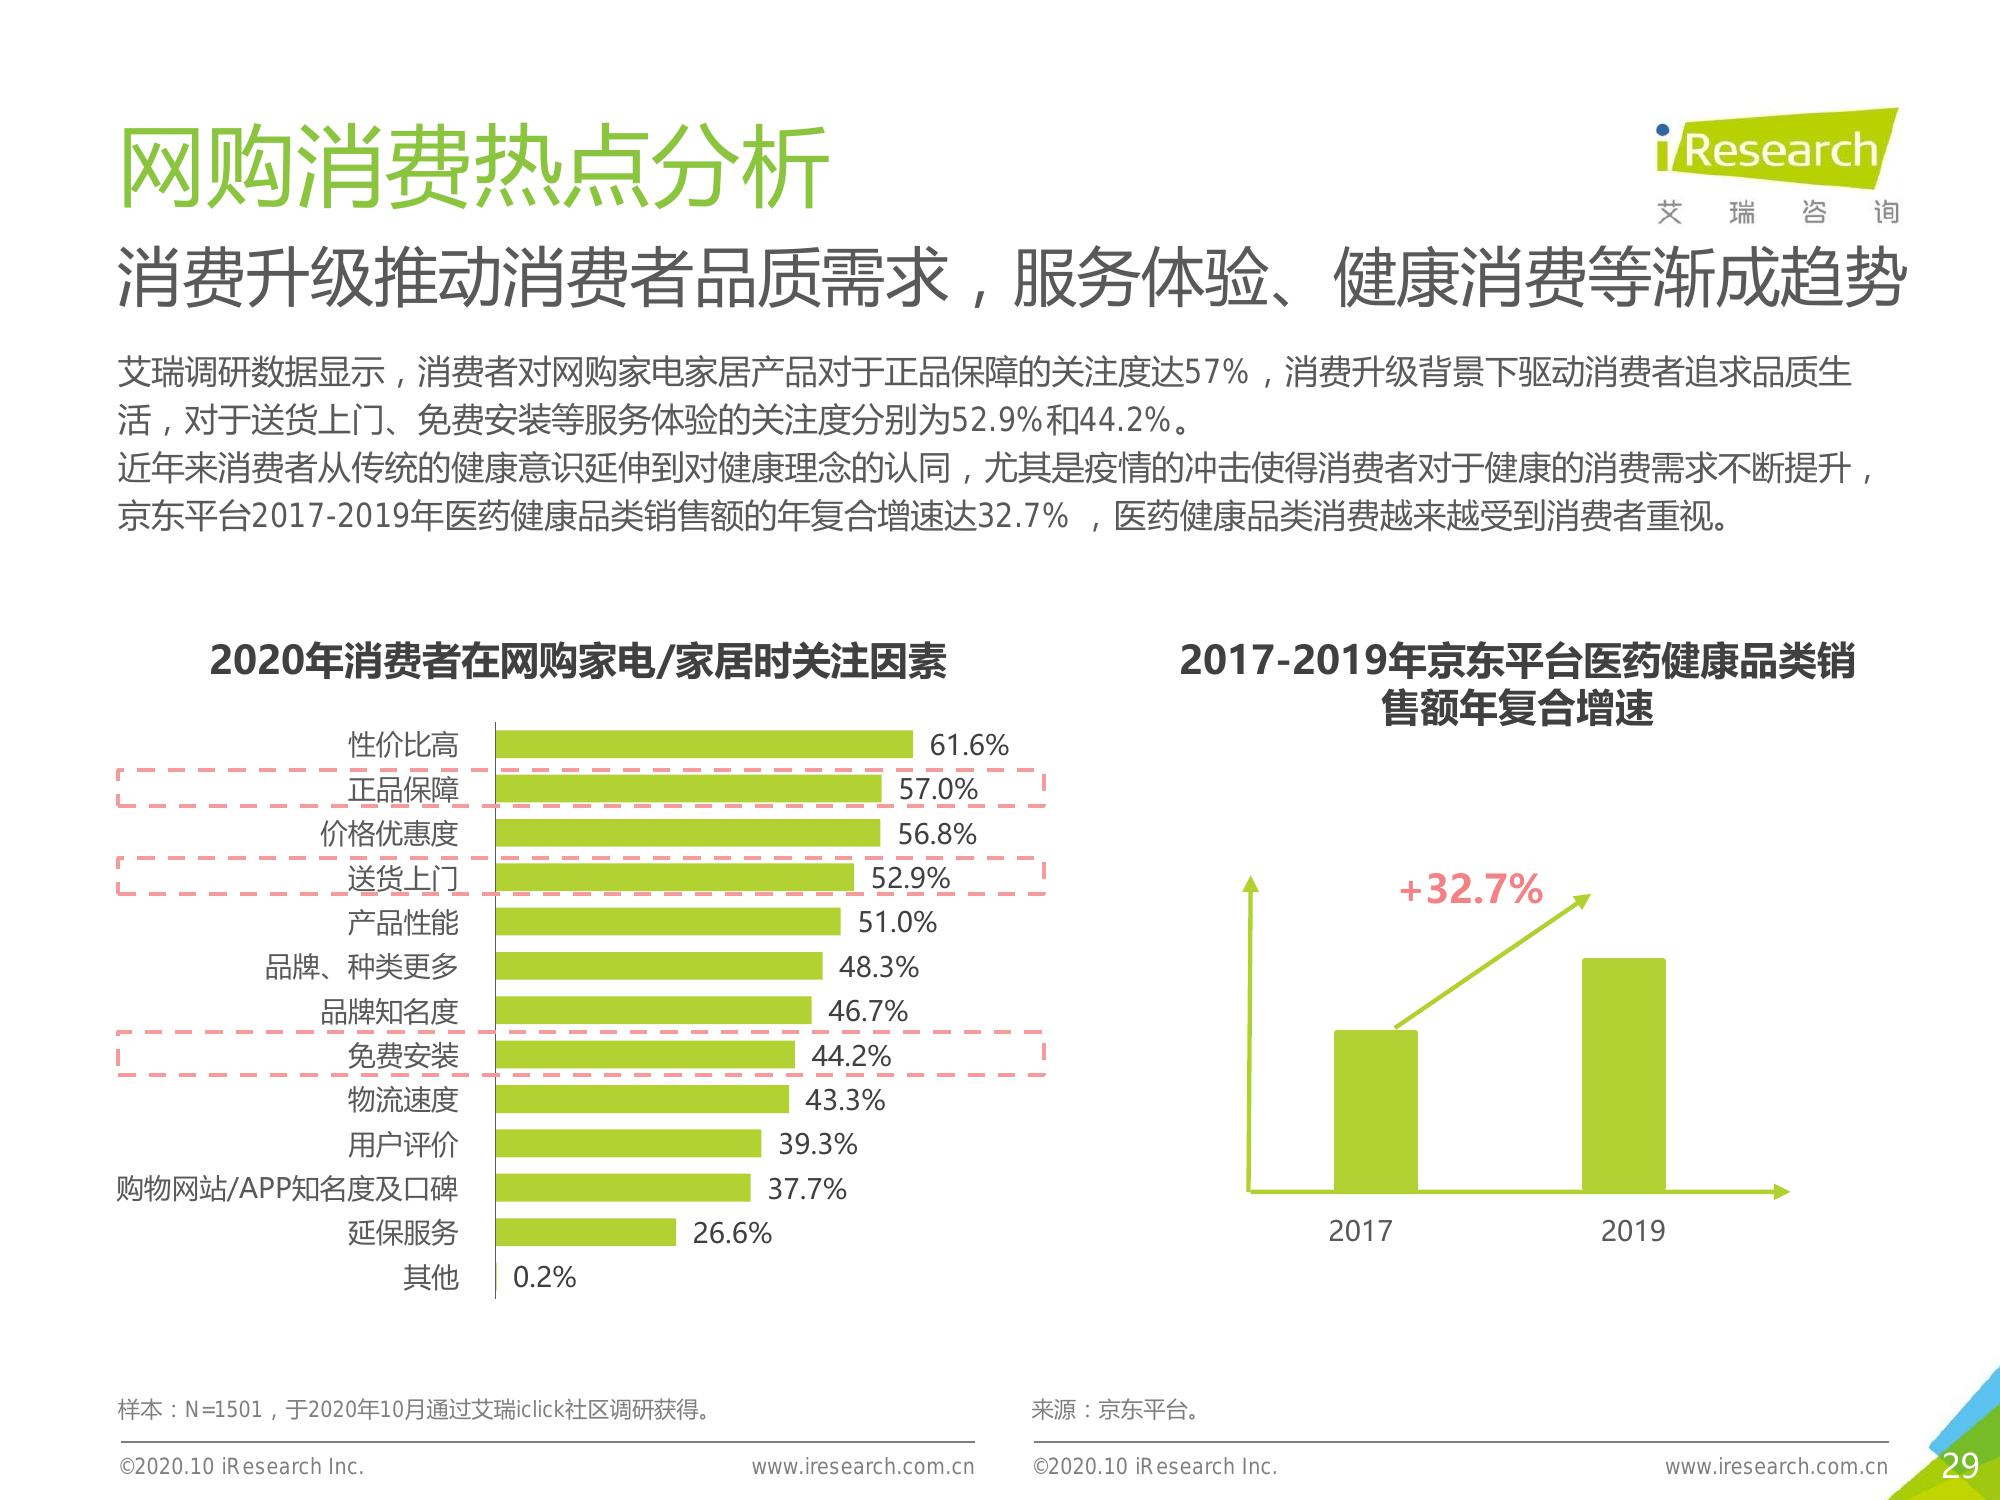 网购消费热点分析
iResearch
艾瑞咨询
消费升级推动消费者品质需求，服务体验、健康消费等渐成趋势
艾瑞调研数据显示，消费者对网购家电家居产品对于正品保障的关注度达57%，消费升级背景下驱动消费者追求品质生
活，对于送货上门、免费安装等服务体验的关注度分别为52.9%和44.2%。
近年来消费者从传统的健康意识延伸到对健康理念的认同，尤其是疫情的冲击使得消费者对于健康的消费需求不断提升，
京东平台2017-2019年医药健康品类销售额的年复合增速达32.7% ，医药健康品类消费越来越受到消费者重视。
2020年消费者在网购家电/家居时关注因素
性价比高 61.6%
正品保障 57.0%
价格优惠度 56.8%
送货上门 52.9%
产品性能 51.0%
品牌、种类更多 48.3%
品牌知名度 46.7%
免费安装 44.2%
物流速度 43.3%
用户评价 39.3%
购物网站/APP知名度及口碑 37.7%
延保服务 26.6%
其他 0.2%
2017-2019年京东平台医药健康品类销
售额年复合增速
+32.7%
2017 2019
样本：N=1501，于2020年10月通过艾瑞iclick社区调研获得。
来源：京东平台。
©2020.10 iResearch Inc. www.iresearch.com.cn
©2020.10 iResearch Inc. www.iresearch.com.cn
29